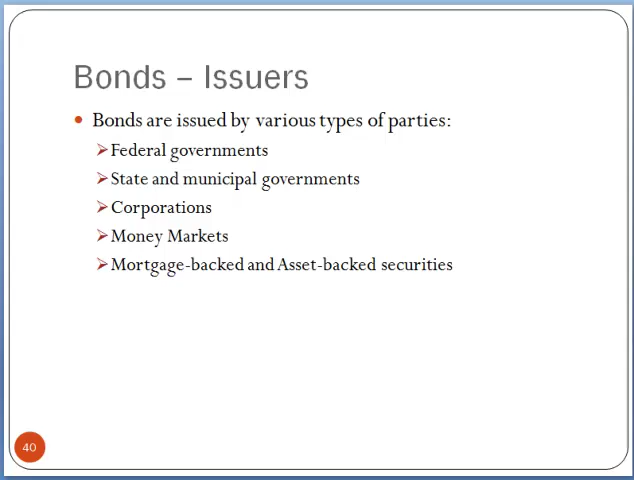 Bonds – Issuers
Bonds are issued by various types of parties:
Federal governments
State and municipal governments
Corporations
Money Markets
Mortgage-backed and Asset-backed securities
40